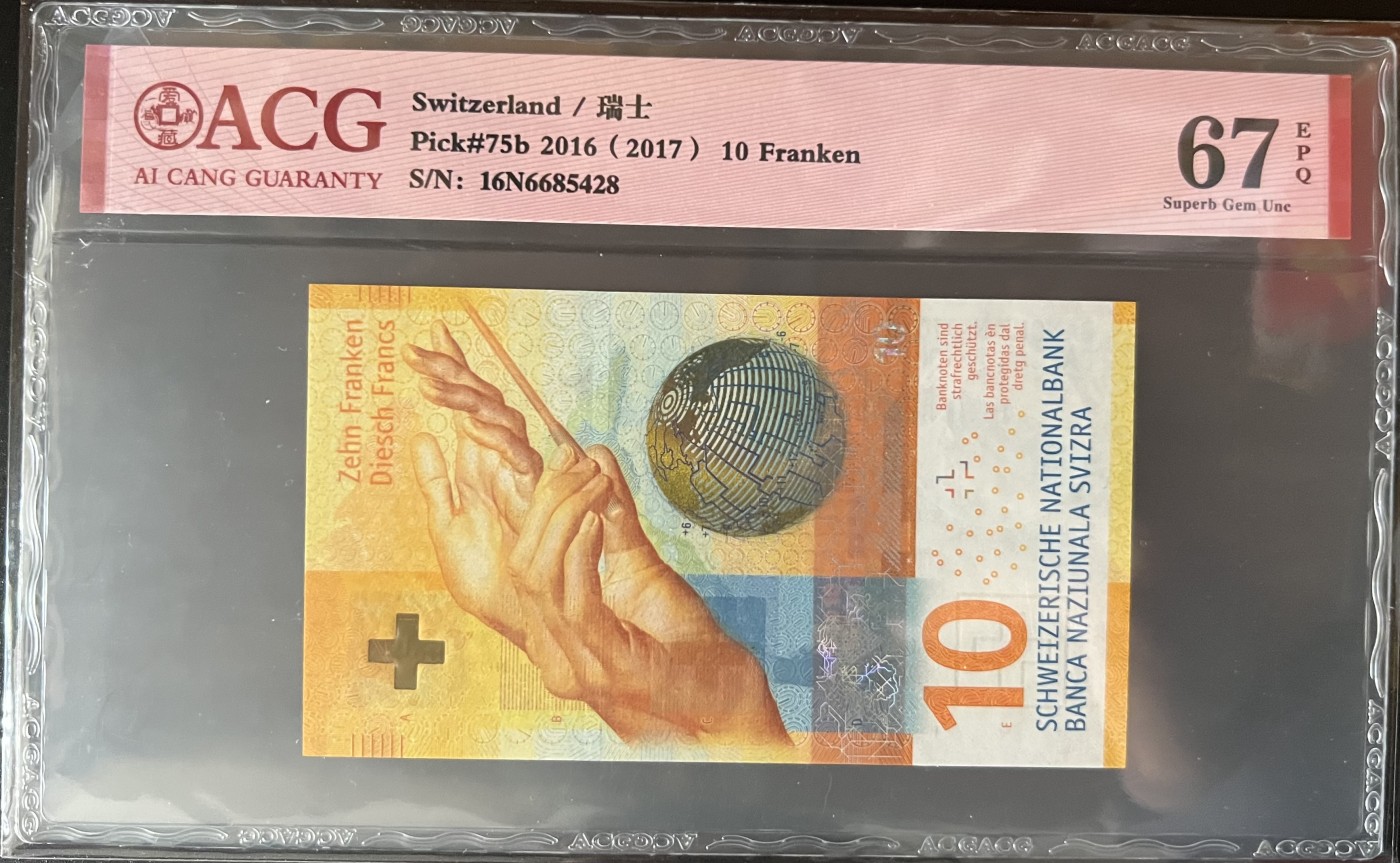 ACG
AI CANG GUARANTY
Switzerland / 瑞士
Pick#75b 2016 (2017) 10 Franken
S/N: 16N6685428
67
EPQ
Superb Gem Unc
Zehn Franken
Diesch Francs
10
Banknoten sind
strafrechtlich
geschützt.
Las bancnotas èn
protegidas dal
dretg penal.
SCHWEIZERISCHE NATIONALBANK
BANCA NAZIUNALA SVIZRA
10
A
B
C
D
E
ACGACG